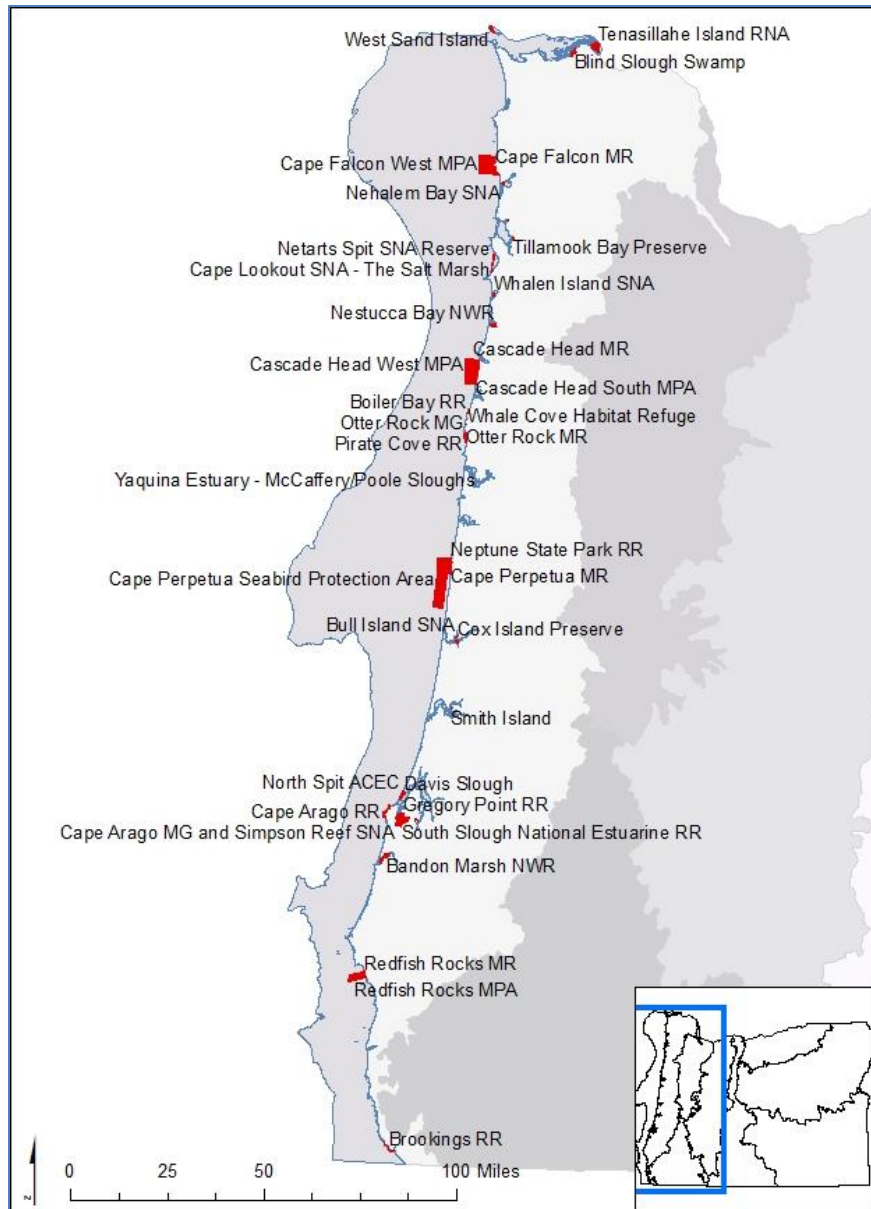 West Sand Island
Tenasillahe Island RNA
Blind Slough Swamp
Cape Falcon West MPA
Cape Falcon MR
Nehalem Bay SNA
Netarts Spit SNA Reserve
Tillamook Bay Preserve
Cape Lookout SNA - The Salt Marsh
Whalen Island SNA
Nestucca Bay NWR
Cascade Head MR
Cascade Head West MPA
Cascade Head South MPA
Boiler Bay RR
Whale Cove Habitat Refuge
Otter Rock MG
Otter Rock MR
Pirate Cove RR
Yaquina Estuary - McCaffery/Poole Sloughs
Neptune State Park RR
Cape Perpetua Seabird Protection Area
Cape Perpetua MR
Bull Island SNA
Cox Island Preserve
Smith Island
North Spit ACEC
Davis Slough
Gregory Point RR
Cape Arago RR
Cape Arago MG and Simpson Reef SNA
South Slough National Estuarine RR
Bandon Marsh NWR
Redfish Rocks MR
Redfish Rocks MPA
Brookings RR
0 25 50 100 Miles
z